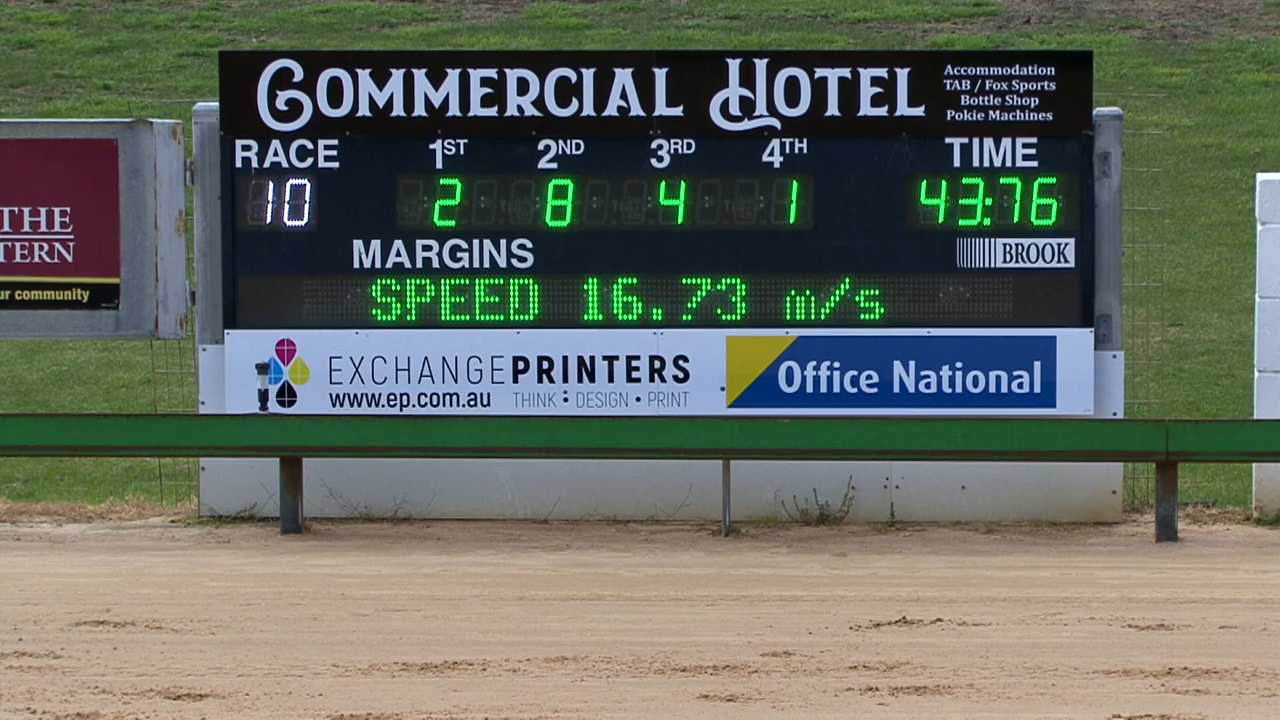 COMMERCIAL HOTEL
Accommodation
TAB / Fox Sports
Bottle Shop
Pokie Machines
RACE 1ST 2ND 3RD 4TH TIME
10 2 8 4 1 43:76
MARGINS
BROOK
SPEED 16.73 m/s
THE
TERN
ur community
EXCHANGEPRINTERS
www.ep.com.au THINK : DESIGN • PRINT
Office National